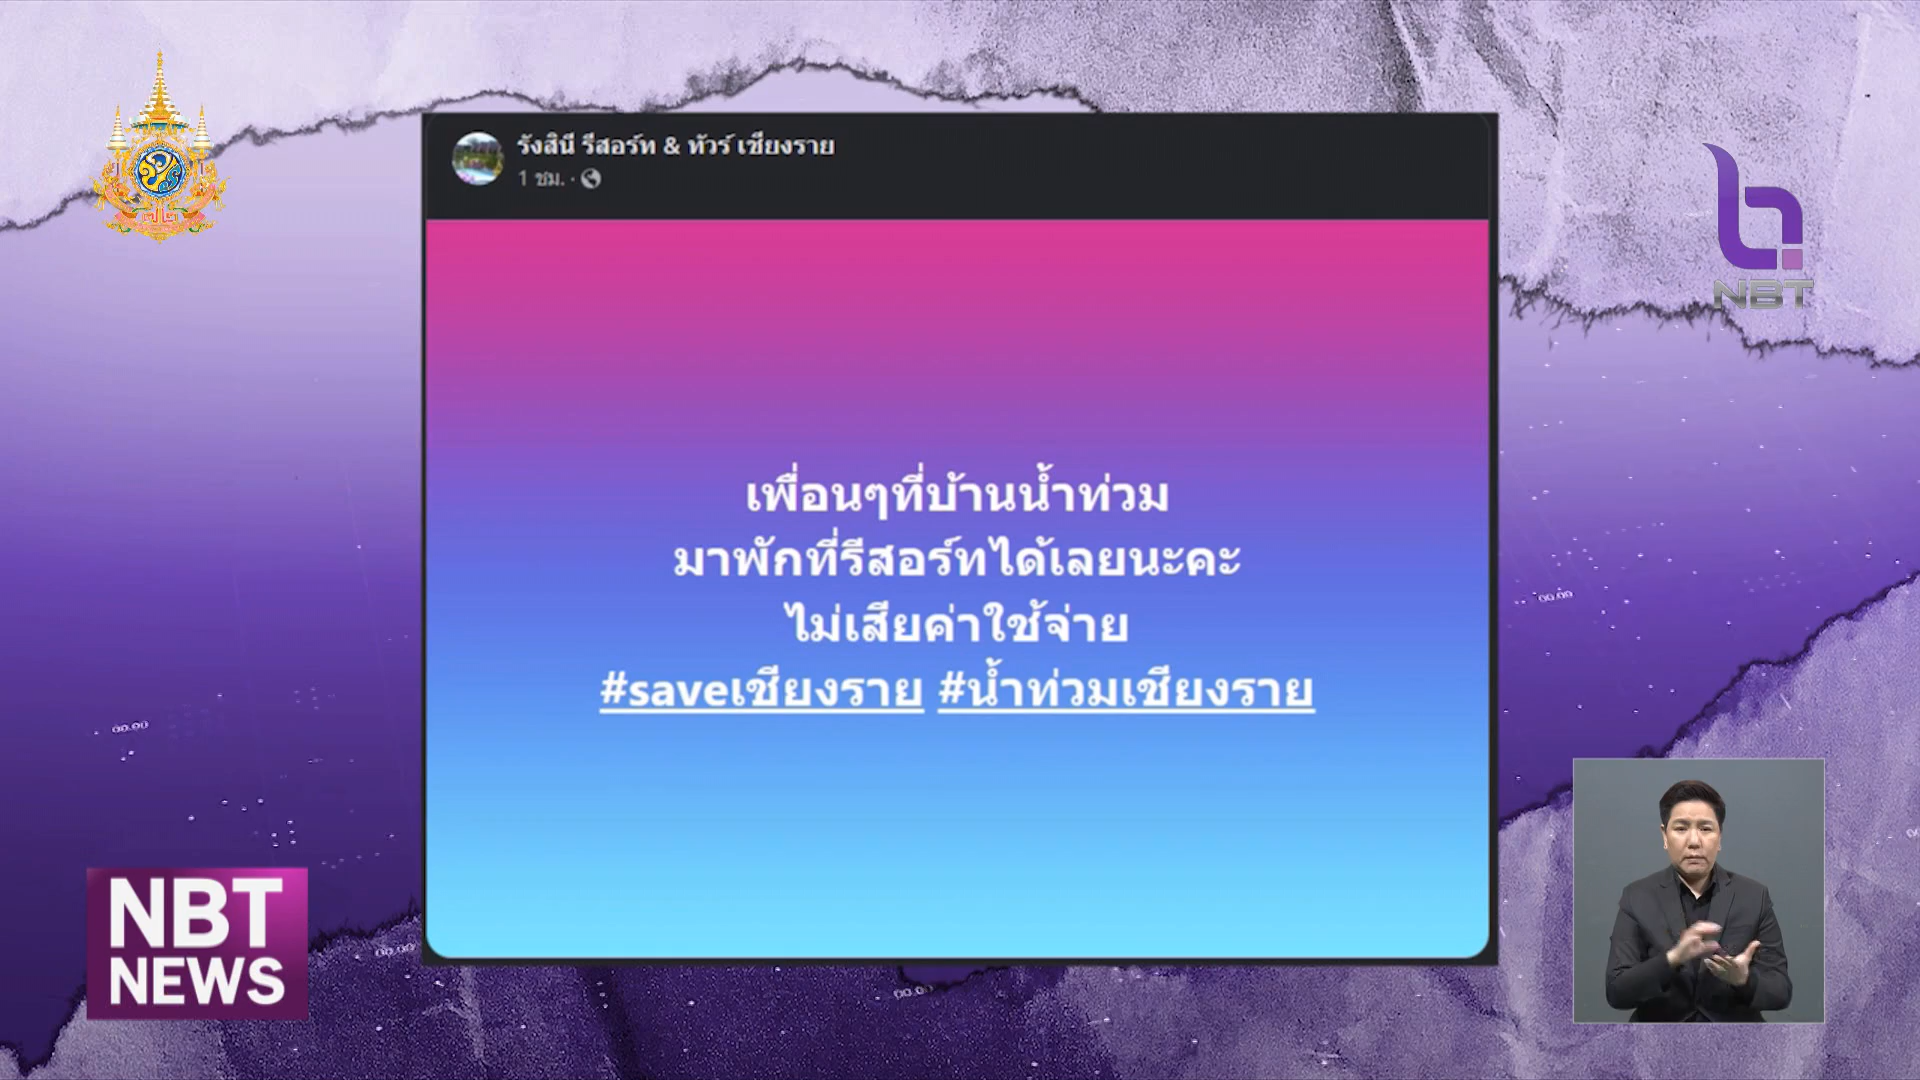 รังสินี รีสอร์ท & ทัวร์ เชียงราย
1 ชม. ·
NBT
เพื่อนๆที่บ้านน้ำท่วม
มาพักที่รีสอร์ทได้เลยนะคะ
ไม่เสียค่าใช้จ่าย
#saveเชียงราย #น้ำท่วมเชียงราย
NBT
NEWS